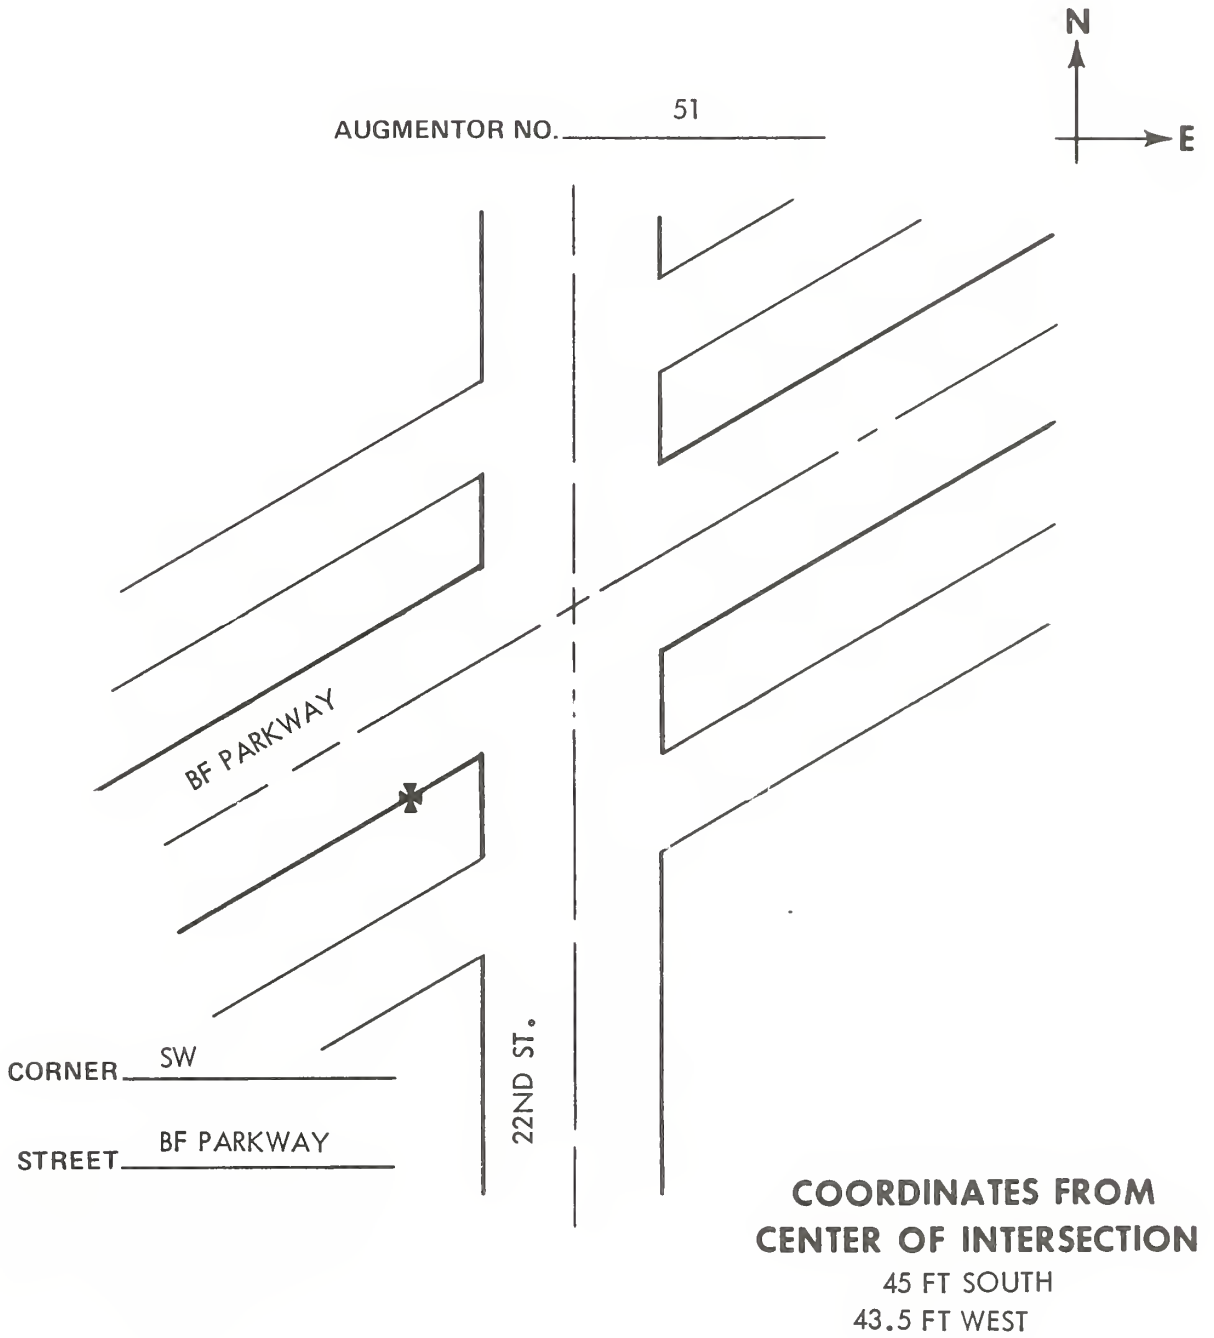 N
E
AUGMENTOR NO. 51
BF PARKWAY
22ND ST.
CORNER SW
STREET BF PARKWAY
COORDINATES FROM
CENTER OF INTERSECTION
45 FT SOUTH
43.5 FT WEST